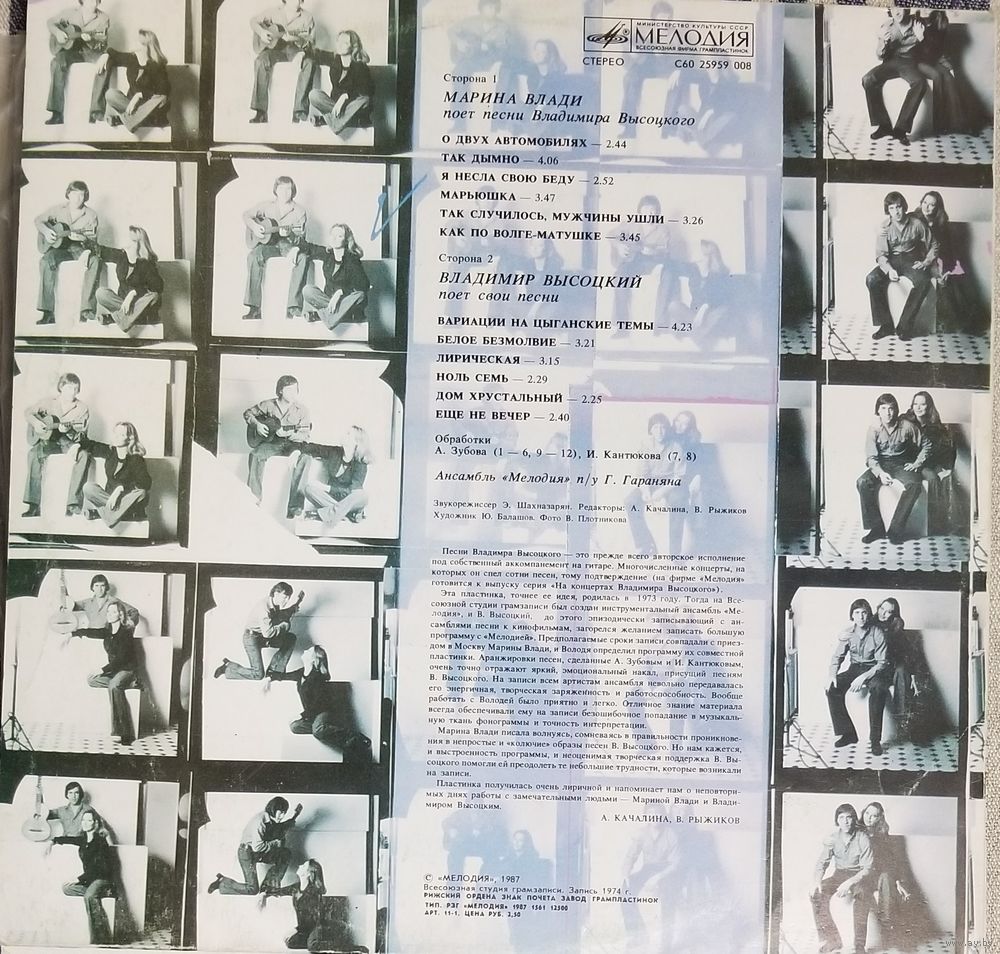 МИНИСТЕРСТВО КУЛЬТУРЫ СССР
МЕЛОДИЯ
ВСЕСОЮЗНАЯ ФИРМА ГРАМПЛАСТИНОК
СТЕРЕО С60 25959 008
Сторона 1
МАРИНА ВЛАДИ
поет песни Владимира Высоцкого
О ДВУХ АВТОМОБИЛЯХ — 2.44
ТАК ДЫМНО — 4.06
Я НЕСЛА СВОЮ БЕДУ — 2.52
МАРЬЮШКА — 3.47
ТАК СЛУЧИЛОСЬ, МУЖЧИНЫ УШЛИ — 3.26
КАК ПО ВОЛГЕ-МАТУШКЕ — 3.45
Сторона 2
ВЛАДИМИР ВЫСОЦКИЙ
поет свои песни
ВАРИАЦИИ НА ЦЫГАНСКИЕ ТЕМЫ — 4.23
БЕЛОЕ БЕЗМОЛВИЕ — 3.21
ЛИРИЧЕСКАЯ — 3.15
НОЛЬ СЕМЬ — 2.29
ДОМ ХРУСТАЛЬНЫЙ — 2.25
ЕЩЕ НЕ ВЕЧЕР — 2.40
Обработки
А. Зубова (1 — 6, 9 — 12), И. Кантюкова (7, 8)
Ансамбль «Мелодия» п/у Г. Гараняна
Звукорежиссер Э. Шахназарян. Редакторы: А. Качалина, В. Рыжиков
Художник Ю. Балашов. Фото В. Плотникова
Песни Владимра Высоцкого — это прежде всего авторское исполнение
под собственный аккомпанемент на гитаре. Многочисленные концерты, на
которых он спел сотни песен, тому подтверждение (на фирме «Мелодия»
готовится к выпуску серия «На концертах Владимира Высоцкого»).
Эта пластинка, точнее ее идея, родилась в 1973 году. Тогда на Все-
союзной студии грамзаписи был создан инструментальный ансамбль «Ме-
лодия», и В. Высоцкий, до этого эпизодически записывающий с ан-
самблями песни к кинофильмам, загорелся желанием записать большую
программу с «Мелодией». Предполагаемые сроки записи совпадали с приез-
дом в Москву Марины Влади, и Володя определил программу их совместной
пластинки. Аранжировки песен, сделанные А. Зубовым и И. Кантюковым,
очень точно отражают яркий, эмоциональный накал, присущий песням
В. Высоцкого. На записи всем артистам ансамбля невольно передавалась
его энергичная, творческая заряженность и работоспособность. Вообще
работать с Володей было приятно и легко. Отличное знание материала
всегда обеспечивали ему на записи безошибочное попадание в музыкаль-
ную ткань фонограммы и точность интерпретации.
Марина Влади писала волнуясь, сомневаясь в правильности проникнове-
ния в непростые и «колючие» образы песен В. Высоцкого. Но нам кажется,
и выстроенность программы, и неоценимая творческая поддержка В. Вы-
соцкого помогли ей преодолеть те небольшие трудности, которые возникали
на записи.
Пластинка получилась очень лиричной и напоминает нам о неповтори-
мых днях работы с замечательными людьми — Мариной Влади и Влади-
миром Высоцким.
А. КАЧАЛИНА, В. РЫЖИКОВ
© «МЕЛОДИЯ», 1987
Всесоюзная студия грамзаписи. Запись 1974 г.
РИЖСКИЙ ОРДЕНА ЗНАК ПОЧЕТА ЗАВОД ГРАМПЛАСТИНОК
ТИП. РЗГ «МЕЛОДИЯ» 1987 1561 12500
АРТ. 11-1. ЦЕНА РУБ. 2,50
www.ay.by